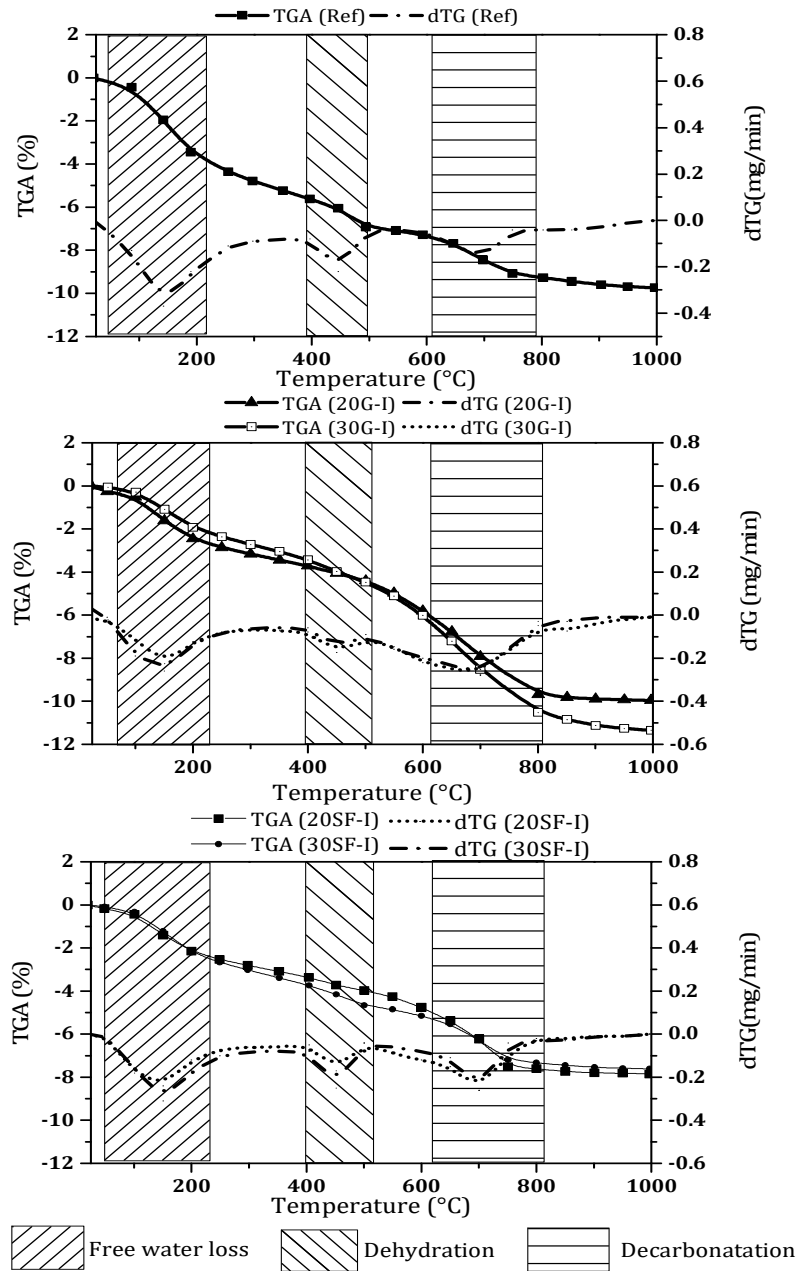 TGA (Ref) dTG (Ref)
2 0.8
0 0.6
-2 0.4
-4 0.2
-6 0.0
-8 -0.2
-10 -0.4
-12
TGA (%)
dTG(mg/min)
200 400 600 800 1000
Temperature (°C)
TGA (20G-I) dTG (20G-I)
TGA (30G-I) dTG (30G-I)
2 0.8
0 0.6
-2 0.4
-4 0.2
-6 0.0
-8 -0.2
-10 -0.4
-12 -0.6
TGA (%)
dTG (mg/min)
200 400 600 800 1000
Temperature (°C)
TGA (20SF-I) dTG (20SF-I)
TGA (30SF-I) dTG (30SF-I)
2 0.8
0 0.6
-2 0.4
-4 0.2
-6 0.0
-8 -0.2
-10 -0.4
-12 -0.6
TGA (%)
dTG(mg/min)
200 400 600 800 1000
Temperature (°C)
Free water loss Dehydration Decarbonatation